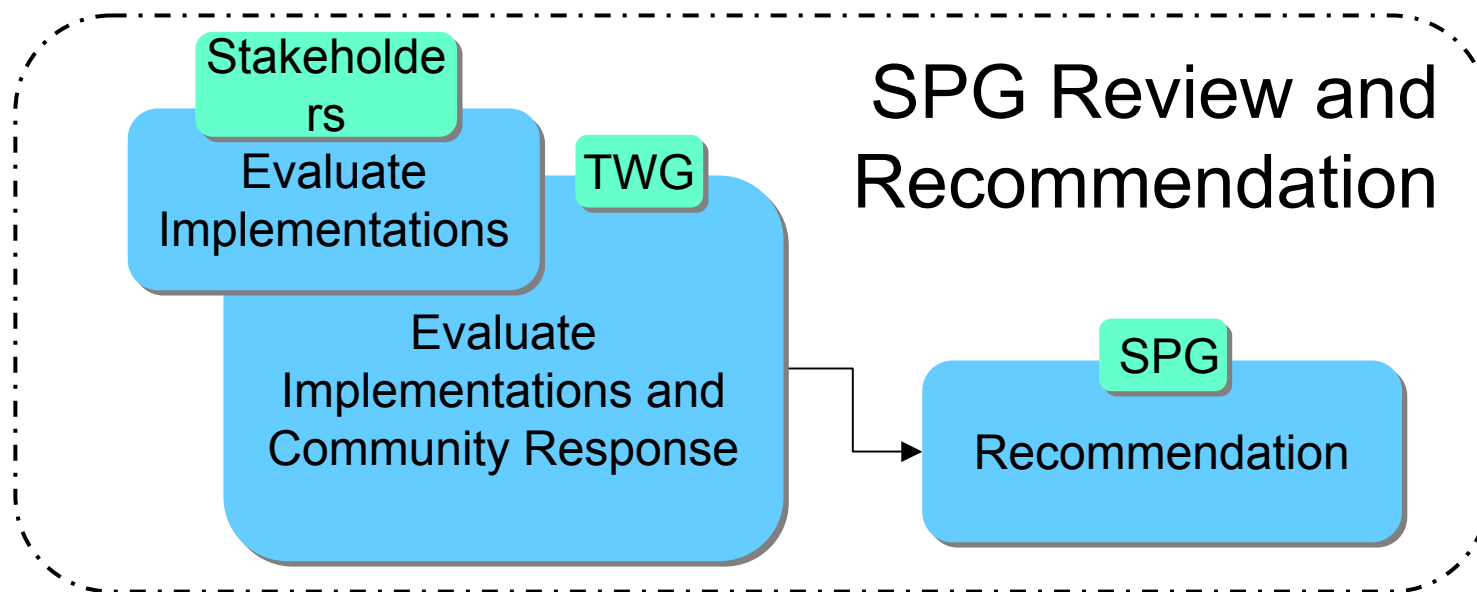 Stakeholde
rs
Evaluate
Implementations
TWG
Evaluate
Implementations and
Community Response
SPG Review and
Recommendation
SPG
Recommendation